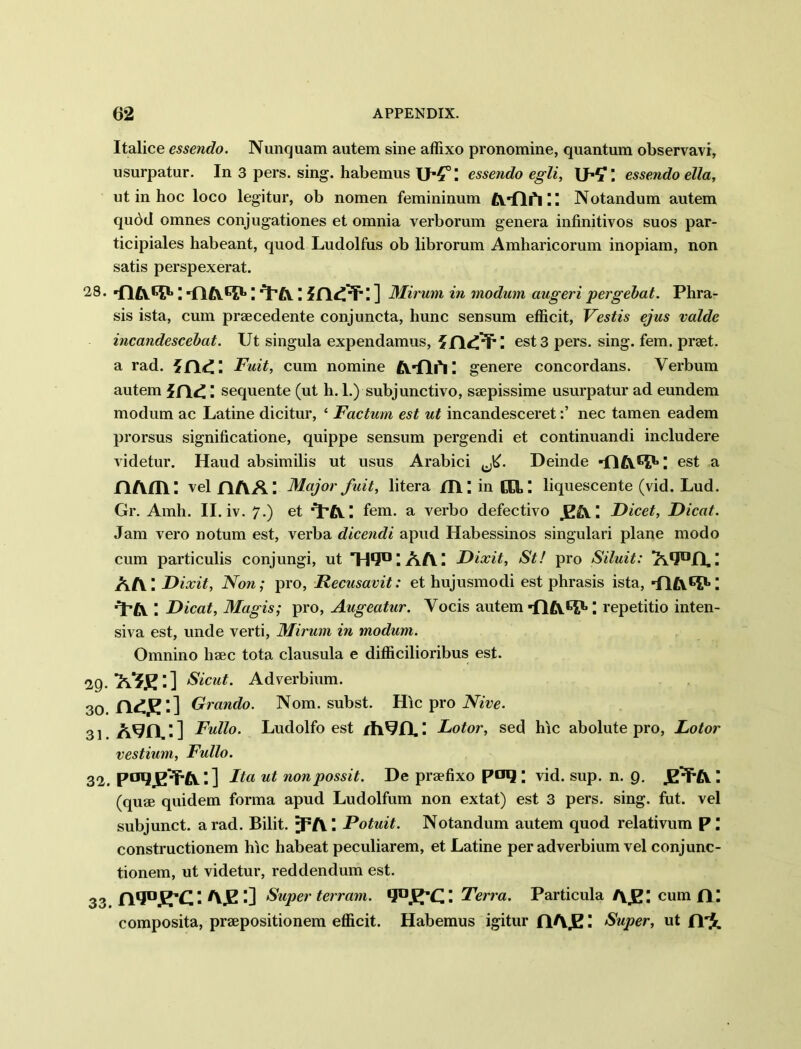 62 APPENDIX.
Italice essendo. Nunquam autem sine affixo pronomine, quantum observavi,
usurpatur. In 3 pers. sing. habemus ሁኖ፡ essendo egli, ሁና፡ essendo ella,
ut in hoc loco legitur, ob nomen femininum ልብስ፡፡ Notandum autem
quòd omnes conjugationes et omnia verborum genera infinitivos suos par-
ticipiales habeant, quod Ludolfus ob librorum Amharicorum inopiam, non
satis perspexerat.
28. ብልጭ፡ ብልጭ፡ ትል፡ ነበረት፡] Mirum in modum augeri pergebat. Phra-
sis ista, cum præcedente conjuncta, hunc sensum efficit, Vestis ejus valde
incandescebat. Ut singula expendamus, ነበረት፡ est 3 pers. sing. fem. præt.
a rad. ነበረ፡ Fuit, cum nomine ልብስ፡ genere concordans. Verbum
autem ነበረ፡ sequente (ut h. l.) subjunctivo, sæpissime usurpatur ad eundem
modum ac Latine dicitur, ‘ Factum est ut incandesceret :’ nec tamen eadem
prorsus significatione, quippe sensum pergendi et continuandi includere
videtur. Haud absimilis ut usus Arabici كان. Deinde ብልጭ፡ est a
በለጠ፡ vel በለጸ፡ Major fuit, litera ጠ፡ in ጨ፡ liquescente (vid. Lud.
Gr. Amh. II. iv. 7.) et ትል፡ fem. a verbo defectivo ይል፡ Dicet, Dicat.
Jam vero notum est, verba dicendi apud Habessinos singulari plane modo
cum particulis conjungi, ut ዝም፡ አለ፡ Dixit, St! pro Siluit: እምቢ፡
አለ፡ Dixit, Non ; pro, Recusavit: et hujusmodi est phrasis ista, ብልጭ፡
ትል፡ Dicat, Magis; pro, Augeatur. Vocis autem ብልጭ፡ repetitio inten-
siva est, unde verti, Mirum in modum.
Omnino hæc tota clausula e difficilioribus est.
29. እንደ፡] Sicut. Adverbium.
30. በረደ፡] Grando. Nom. subst. Hìc pro Nive.
31. አጣቢ፡] Fullo. Ludolfo est ሐጣቢ፡ Lotor, sed hìc abolute pro, Lotor
vestium, Fullo.
32. የማይችል፡] Ita ut non possit. De præfixo የማ፡ vid. sup. n. 9. ይችል፡
(quæ quidem forma apud Ludolfum non extat) est 3 pers. sing. fut. vel
subjunct. a rad. Bilit. ቻለ፡ Potuit. Notandum autem quod relativum የ፡
constructionem hìc habeat peculiarem, et Latine per adverbium vel conjunc-
tionem, ut videtur, reddendum est.
33. በምድር፡ ላይ፡] Super terram. ምድር፡ Terra. Particula ላይ፡ cum በ፡
composita, præpositionem efficit. Habemus igitur በላይ፡ Super, ut